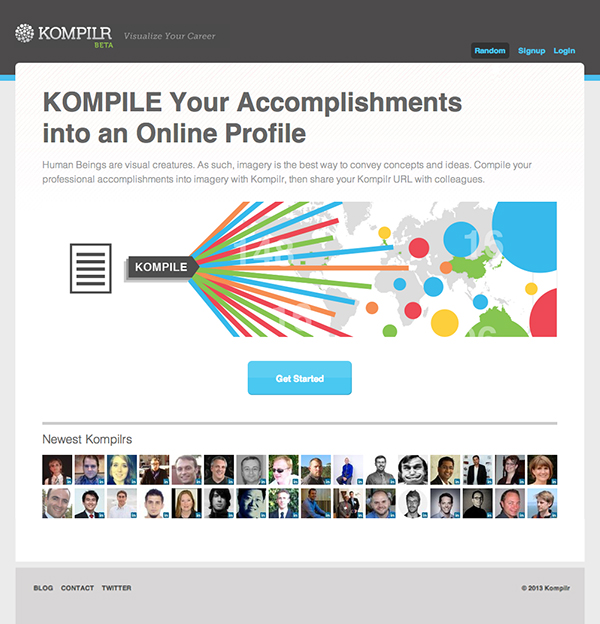 KOMPILR
BETA
Visualize Your Career
Random Signup Login
KOMPILE Your Accomplishments
into an Online Profile
Human Beings are visual creatures. As such, imagery is the best way to convey concepts and ideas. Compile your
professional accomplishments into imagery with Kompilr, then share your Kompilr URL with colleagues.
16
KOMPILE
Get Started
Newest Kompilrs
BLOG CONTACT TWITTER
© 2013 Kompilr